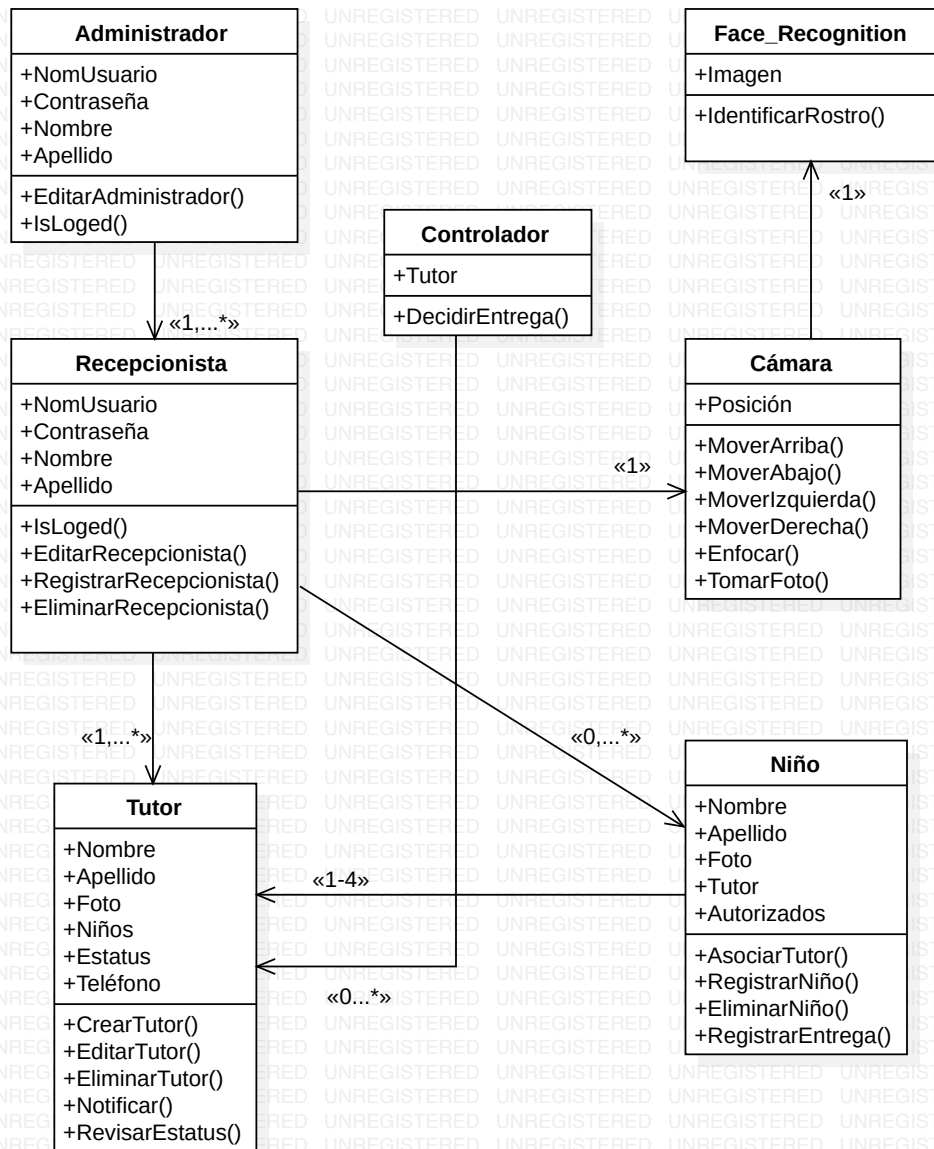 Administrador
+NomUsuario
+Contraseña
+Nombre
+Apellido
+EditarAdministrador()
+IsLoged()
«1,...*»
Face_Recognition
+Imagen
+IdentificarRostro()
«1»
Controlador
+Tutor
+DecidirEntrega()
Recepcionista
+NomUsuario
+Contraseña
+Nombre
+Apellido
+IsLoged()
+EditarRecepcionista()
+RegistrarRecepcionista()
+EliminarRecepcionista()
«1»
Cámara
+Posición
+MoverArriba()
+MoverAbajo()
+MoverIzquierda()
+MoverDerecha()
+Enfocar()
+TomarFoto()
«1,...*»
«0,...*»
Tutor
+Nombre
+Apellido
+Foto
+Niños
+Estatus
+Teléfono
+CrearTutor()
+EditarTutor()
+EliminarTutor()
+Notificar()
+RevisarEstatus()
«1-4»
«0...*»
Niño
+Nombre
+Apellido
+Foto
+Tutor
+Autorizados
+AsociarTutor()
+RegistrarNiño()
+EliminarNiño()
+RegistrarEntrega()
UNREGISTERED